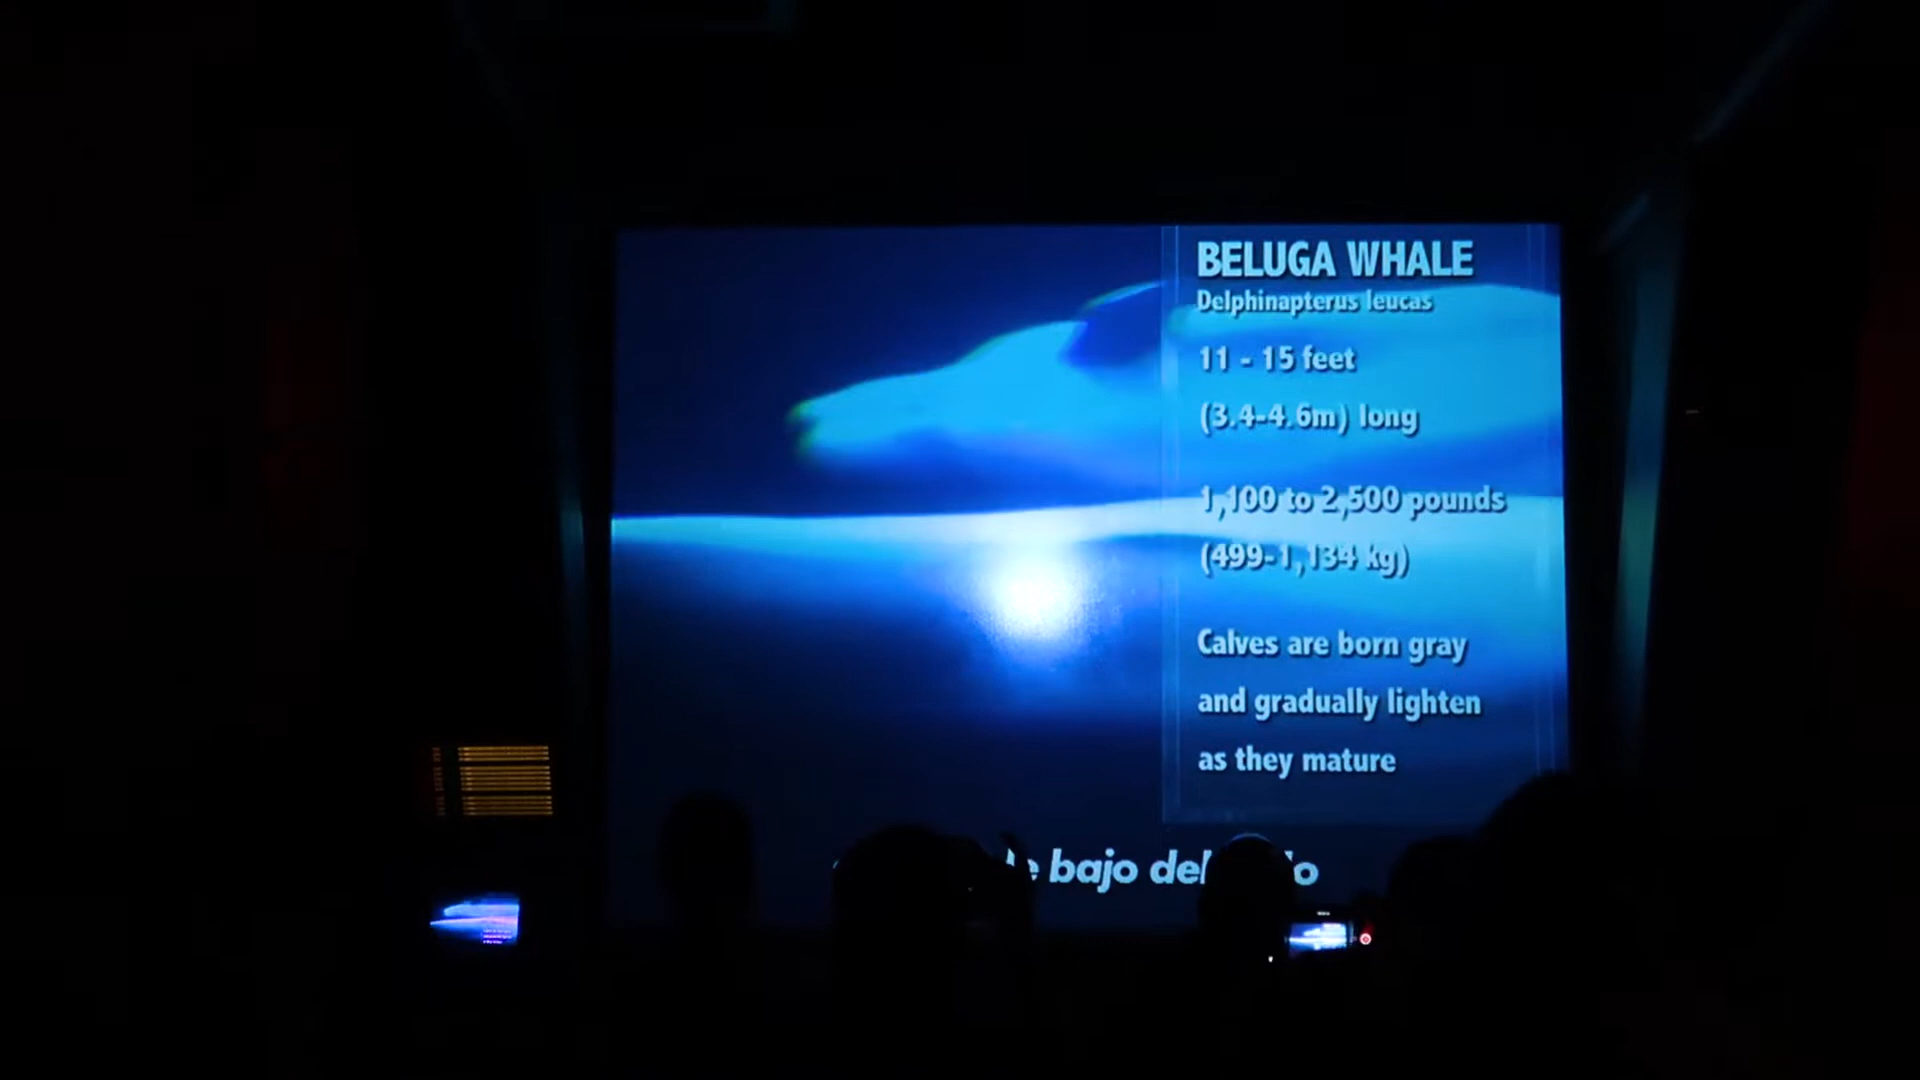 BELUGA WHALE
Delphinapterus leucas
11 - 15 feet
(3.4-4.6m) long
1,100 to 2,500 pounds
(499-1,134 kg)
Calves are born gray
and gradually lighten
as they mature
bajo del